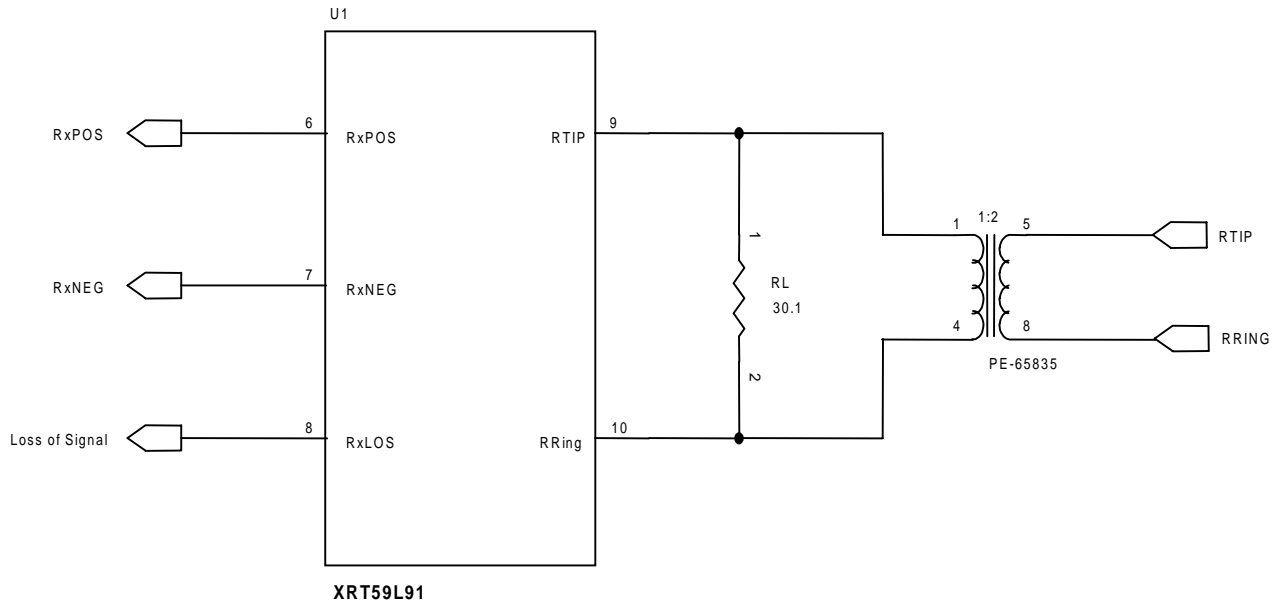 U1
6
9
RxPOS
RxPOS
RTIP
1:2
1
5
1
RTIP
7
RL
RxNEG
RxNEG
30.1
4
8
RRING
PE-65835
2
8
10
Loss of Signal
RxLOS
RRing
XRT59L91